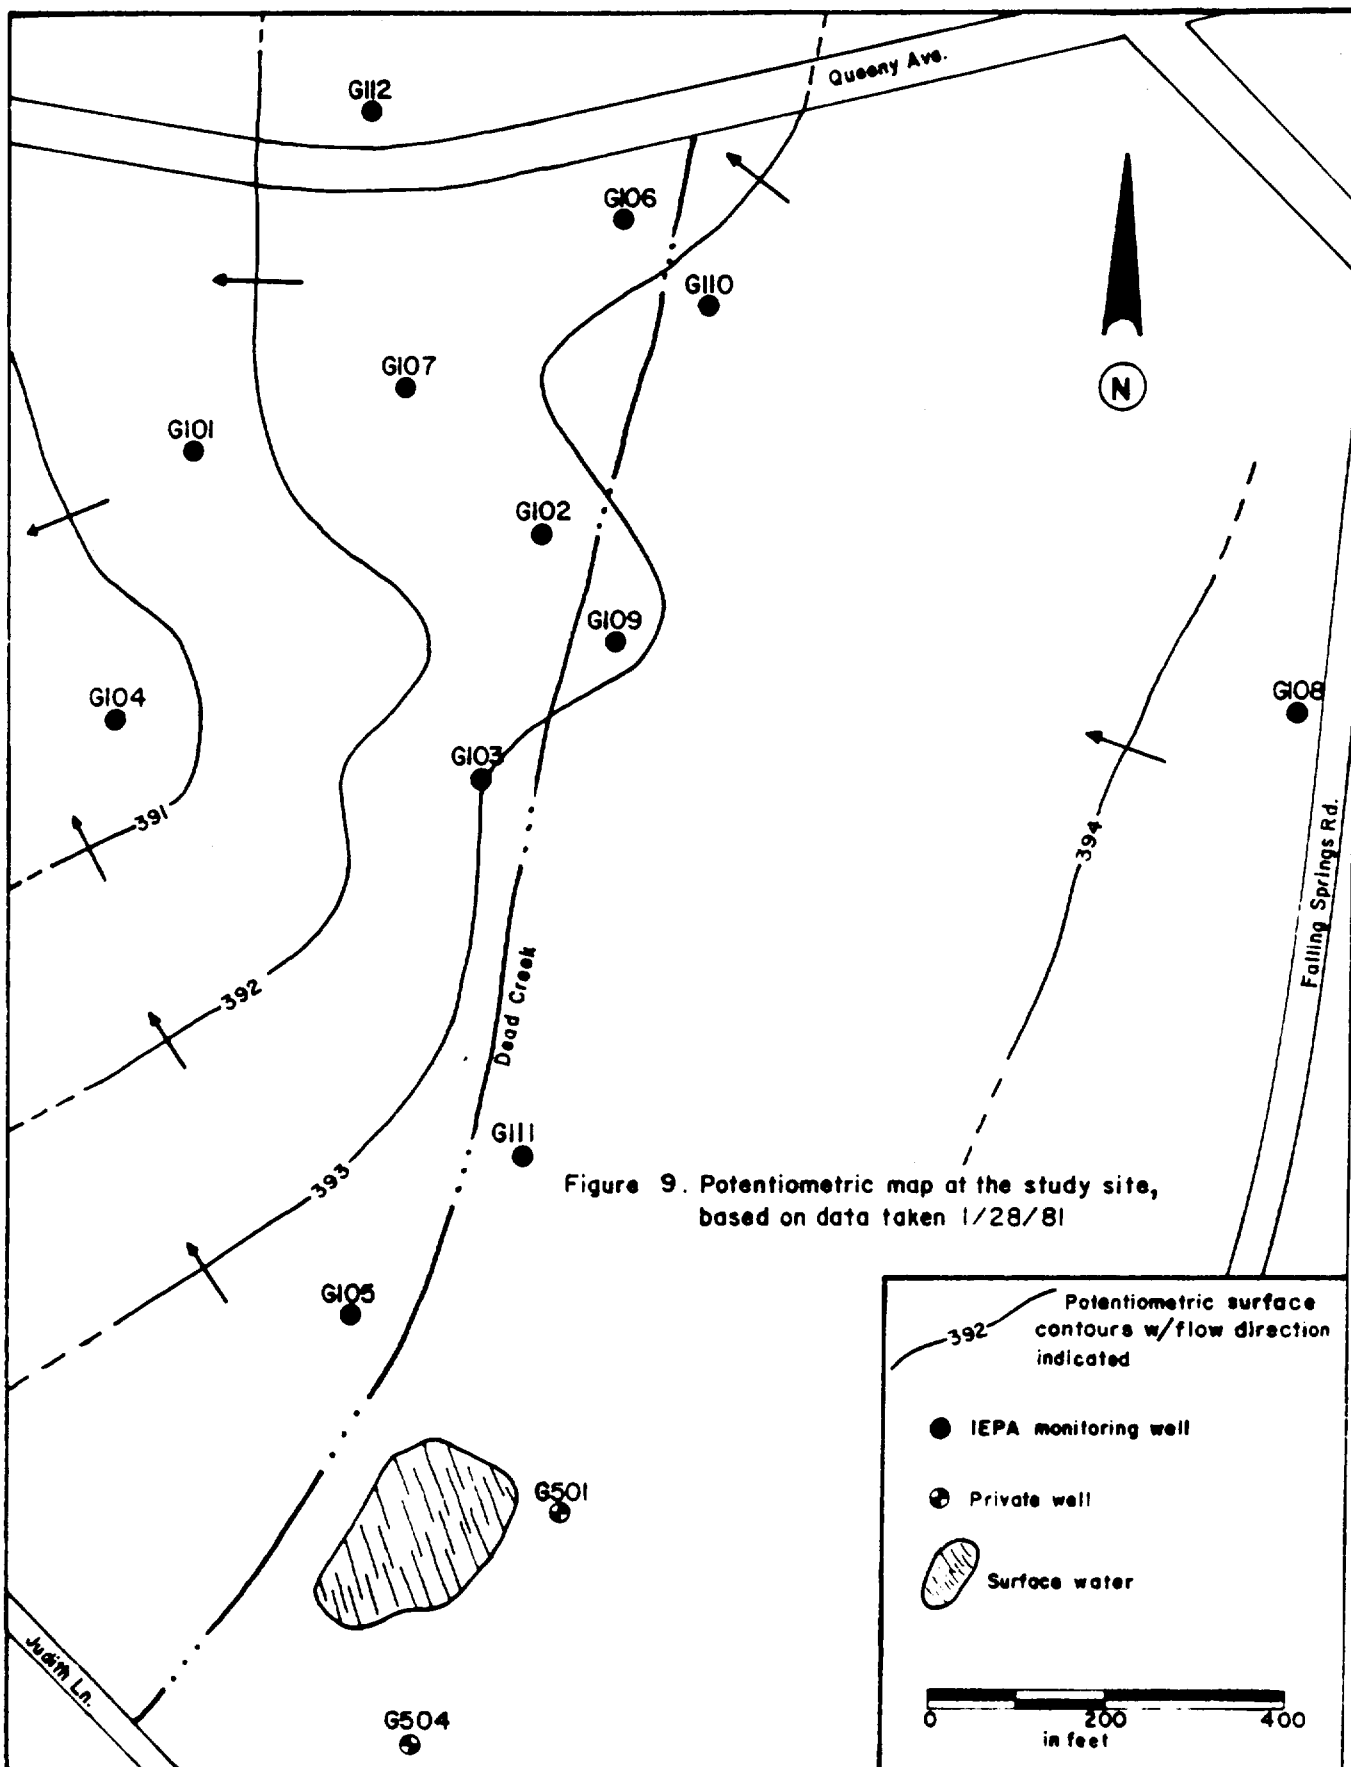 Queeny Ave.
G112
G106
G110
N
G107
G101
G102
G109
G104
G108
G103
391
394
Falling Springs Rd.
392
Dead Creek
G111
393
Figure 9. Potentiometric map at the study site,
based on data taken 1/28/81
G105
392
Potentiometric surface
contours w/flow direction
indicated
IEPA monitoring well
G501
Private well
Surface water
Judith Ln.
G504
0 200 400
in feet